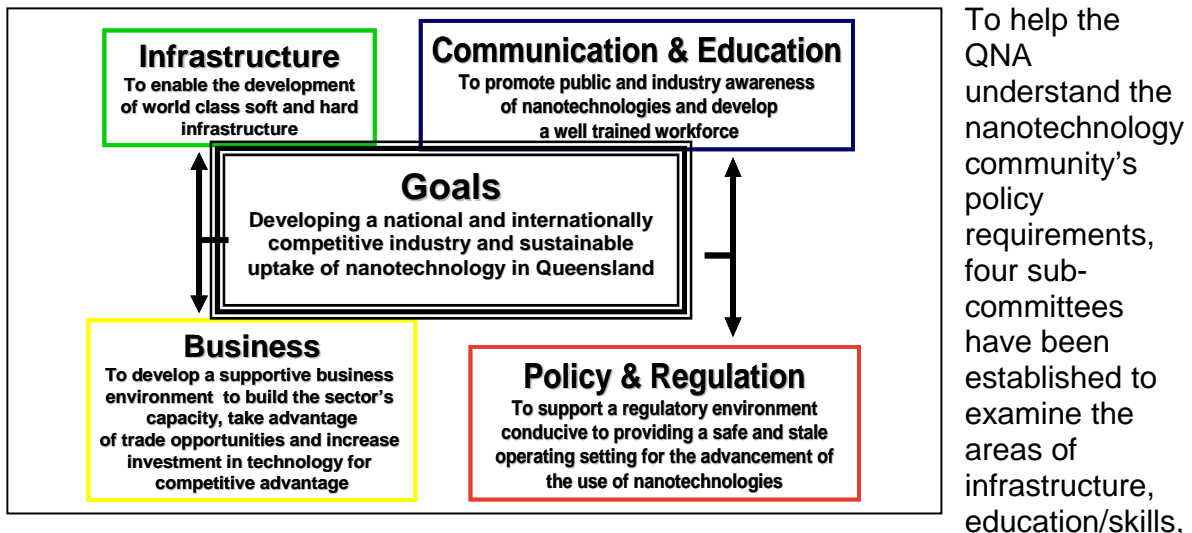 Infrastructure
To enable the development
of world class soft and hard
infrastructure
Communication & Education
To promote public and industry awareness
of nanotechnologies and develop
a well trained workforce
Goals
Developing a national and internationally
competitive industry and sustainable
uptake of nanotechnology in Queensland
Business
To develop a supportive business
environment to build the sector's
capacity, take advantage
of trade opportunities and increase
investment in technology for
competitive advantage
Policy & Regulation
To support a regulatory environment
conducive to providing a safe and stale
operating setting for the advancement of
the use of nanotechnologies
To help the
QNA
understand the
nanotechnology
community's
policy
requirements,
four sub-
committees
have been
established to
examine the
areas of
infrastructure,
education/skills,